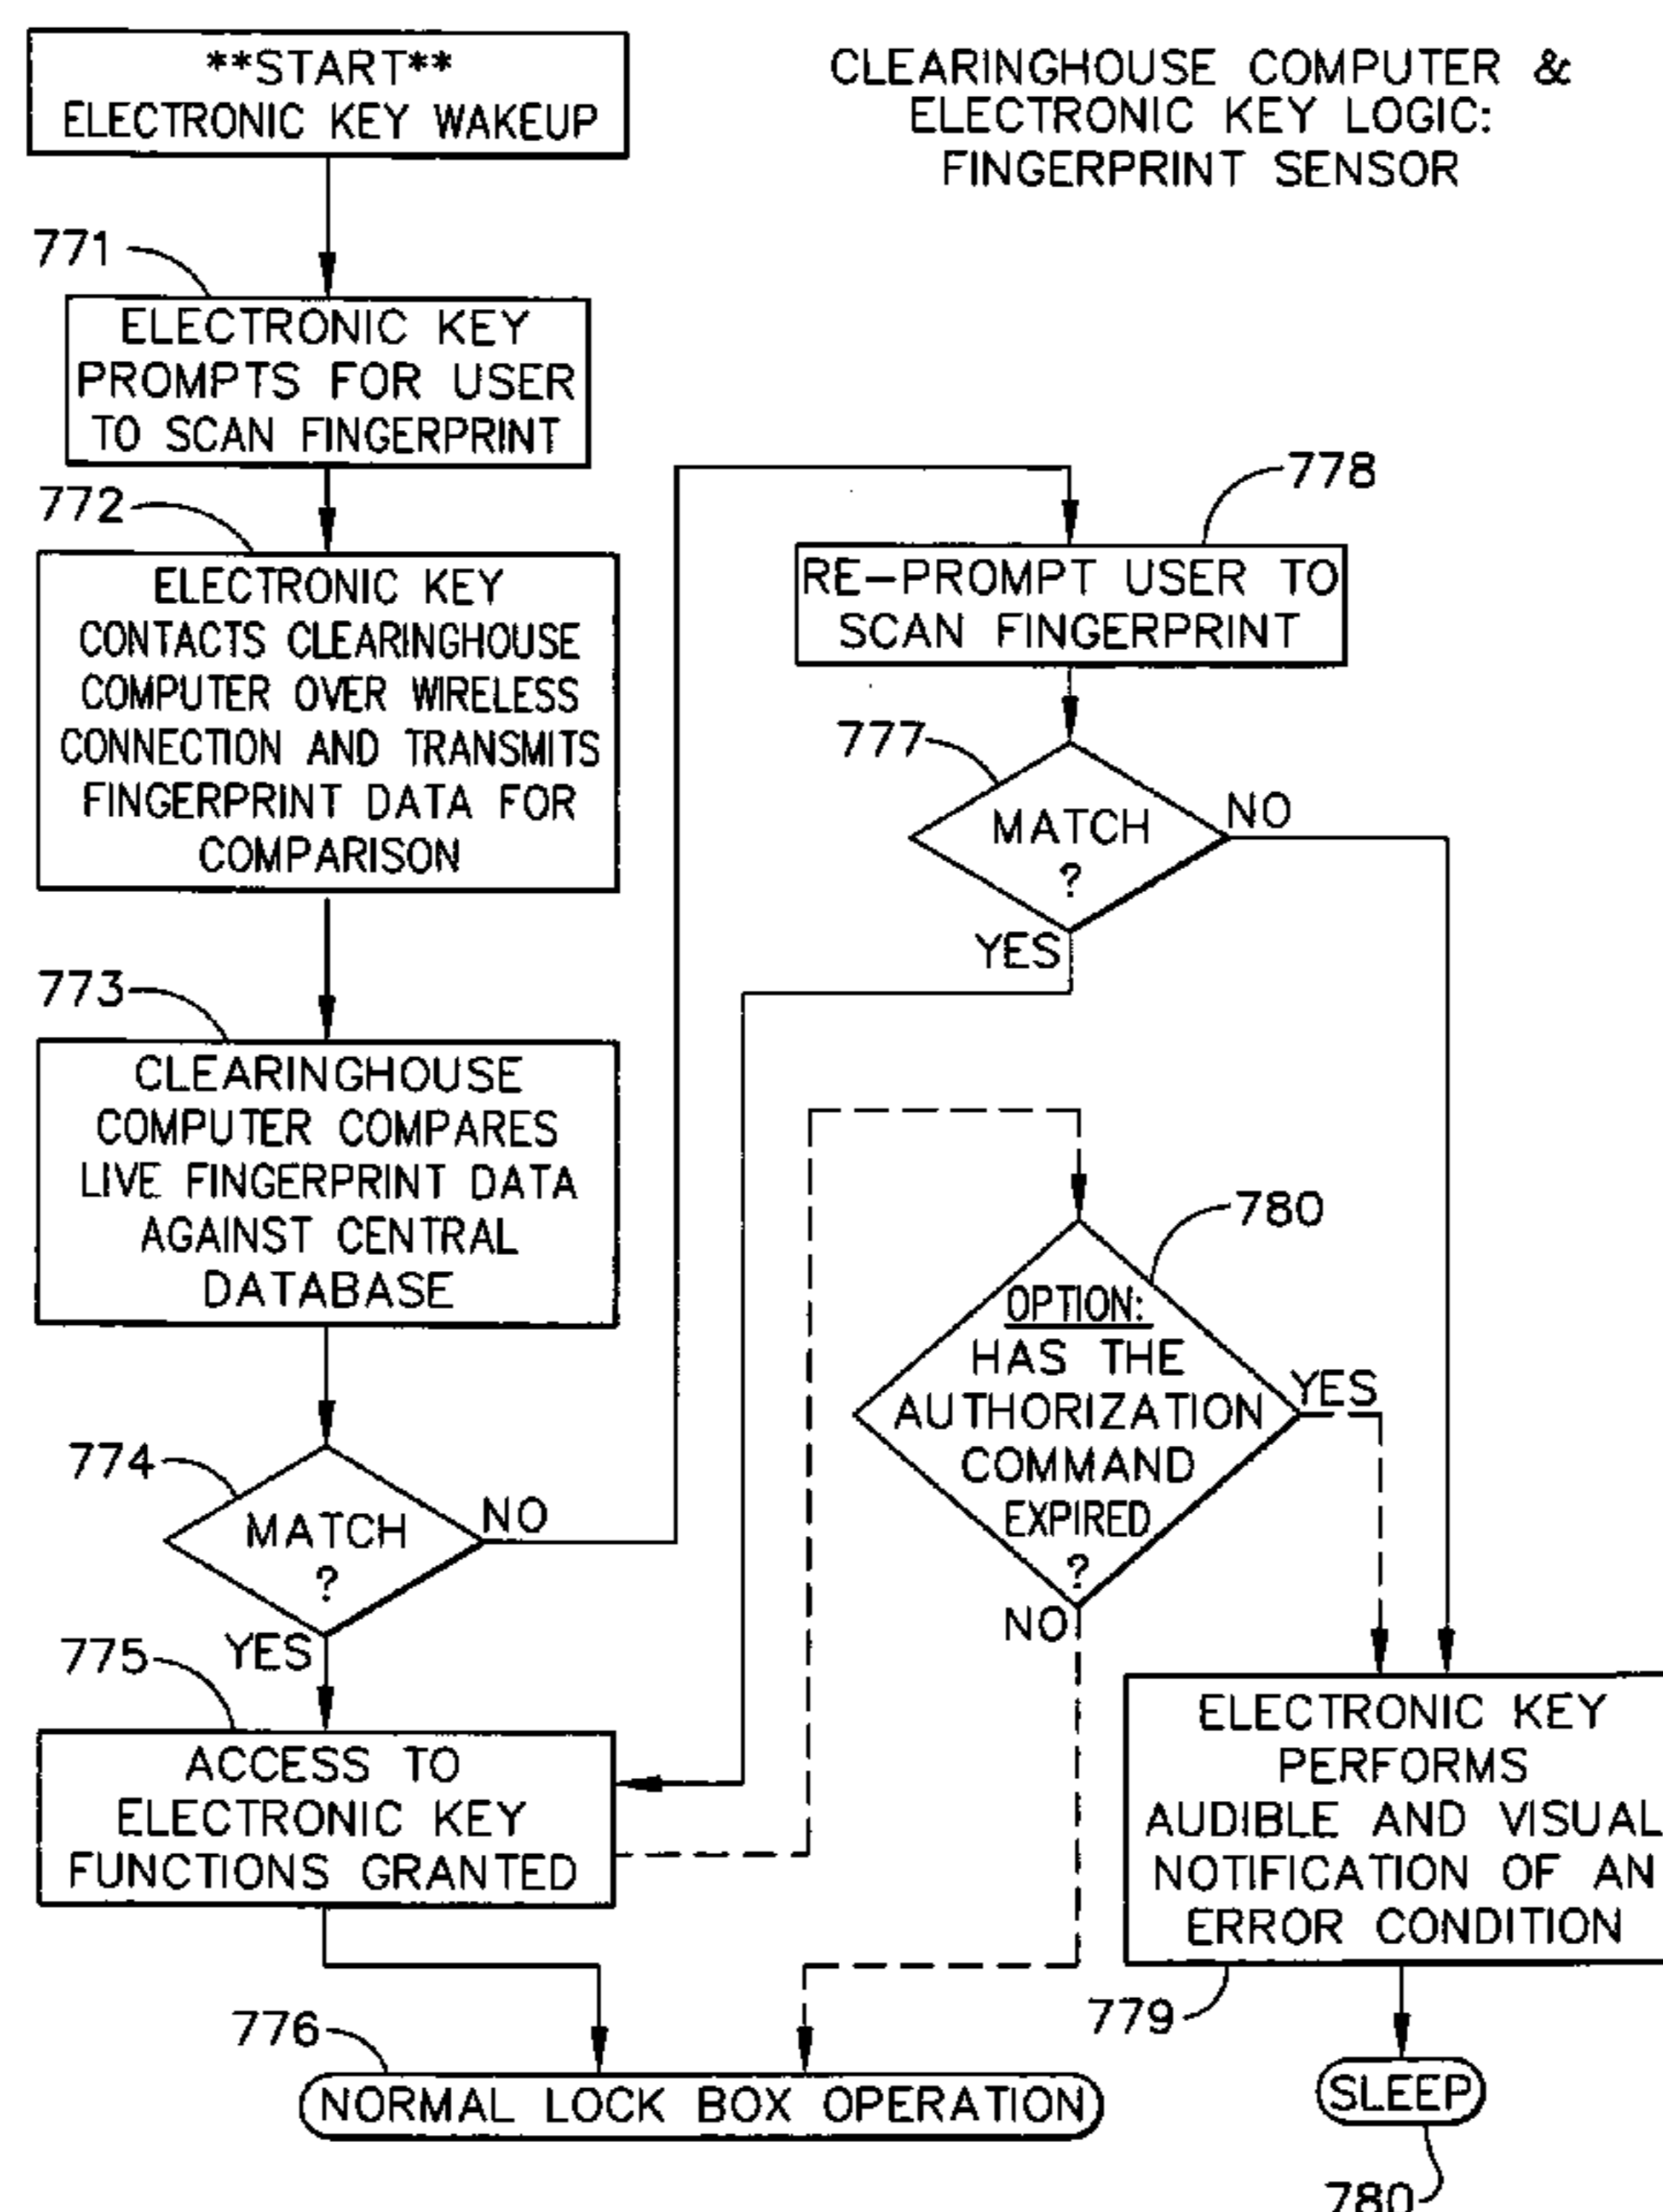 **START**
ELECTRONIC KEY WAKEUP
CLEARINGHOUSE COMPUTER &
ELECTRONIC KEY LOGIC:
FINGERPRINT SENSOR
771
ELECTRONIC KEY
PROMPTS FOR USER
TO SCAN FINGERPRINT
772
ELECTRONIC KEY
CONTACTS CLEARINGHOUSE
COMPUTER OVER WIRELESS
CONNECTION AND TRANSMITS
FINGERPRINT DATA FOR
COMPARISON
773
CLEARINGHOUSE
COMPUTER COMPARES
LIVE FINGERPRINT DATA
AGAINST CENTRAL
DATABASE
774
MATCH
?
NO
YES
775
ACCESS TO
ELECTRONIC KEY
FUNCTIONS GRANTED
778
RE-PROMPT USER TO
SCAN FINGERPRINT
777
MATCH
?
NO
YES
780
OPTION:
HAS THE
AUTHORIZATION
COMMAND
EXPIRED
?
YES
NO
ELECTRONIC KEY
PERFORMS
AUDIBLE AND VISUAL
NOTIFICATION OF AN
ERROR CONDITION
779
776
NORMAL LOCK BOX OPERATION
SLEEP
780